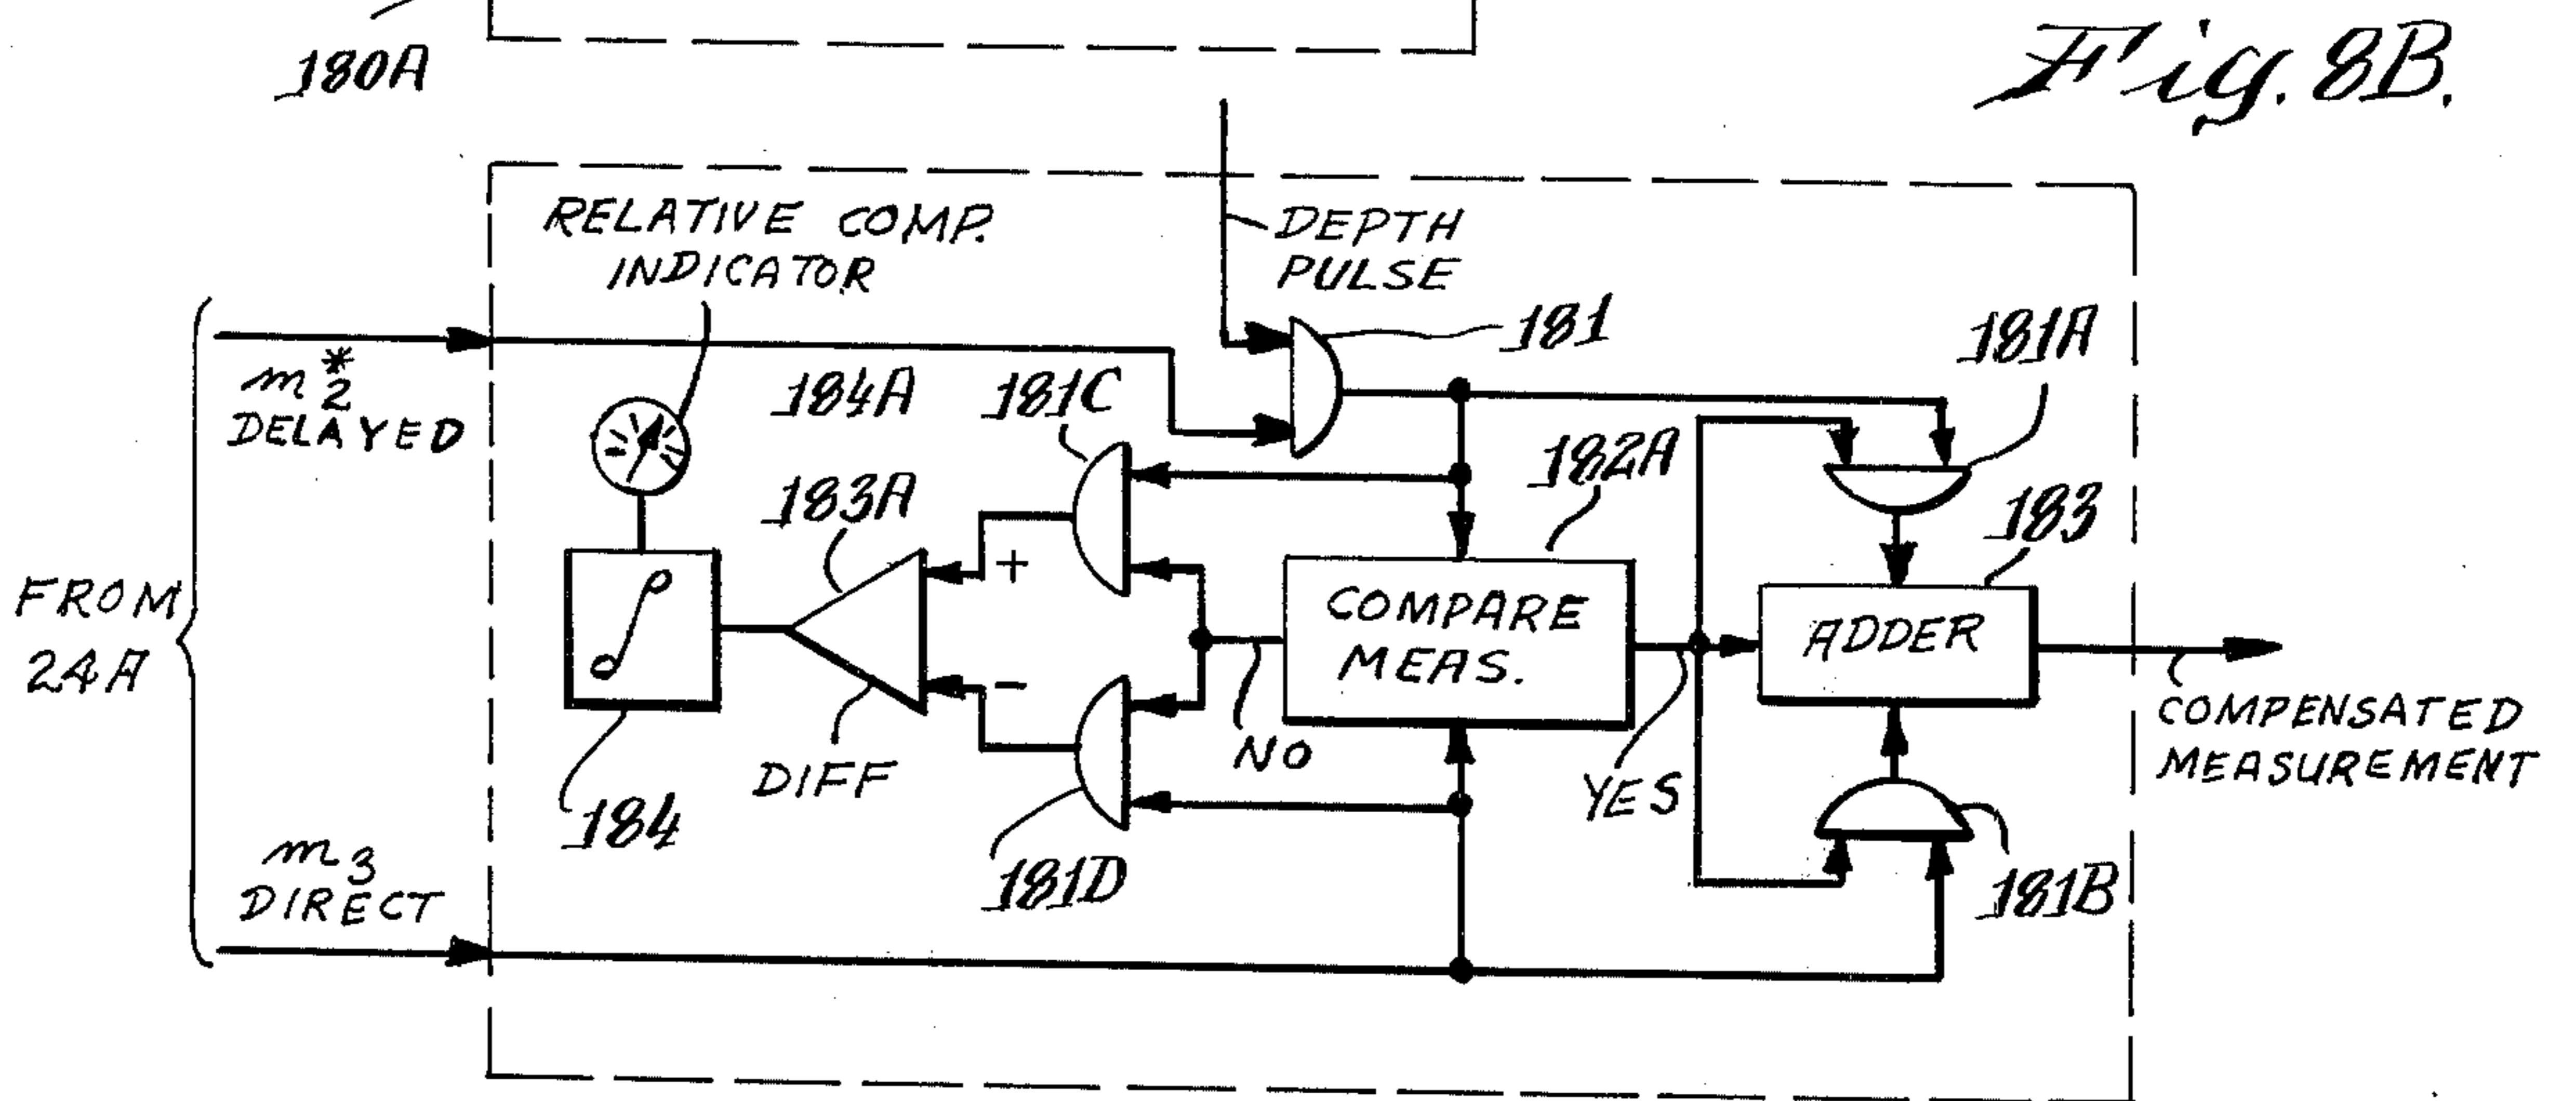 180A
Fig. 8B.
RELATIVE COMP.
INDICATOR
DEPTH
PULSE
181
181A
m*2
DELAYED
184A
181C
182A
183A
183
FROM
24A
+
COMPARE
MEAS.
ADDER
−
DIFF
NO
YES
COMPENSATED
MEASUREMENT
184
m3
DIRECT
181D
181B